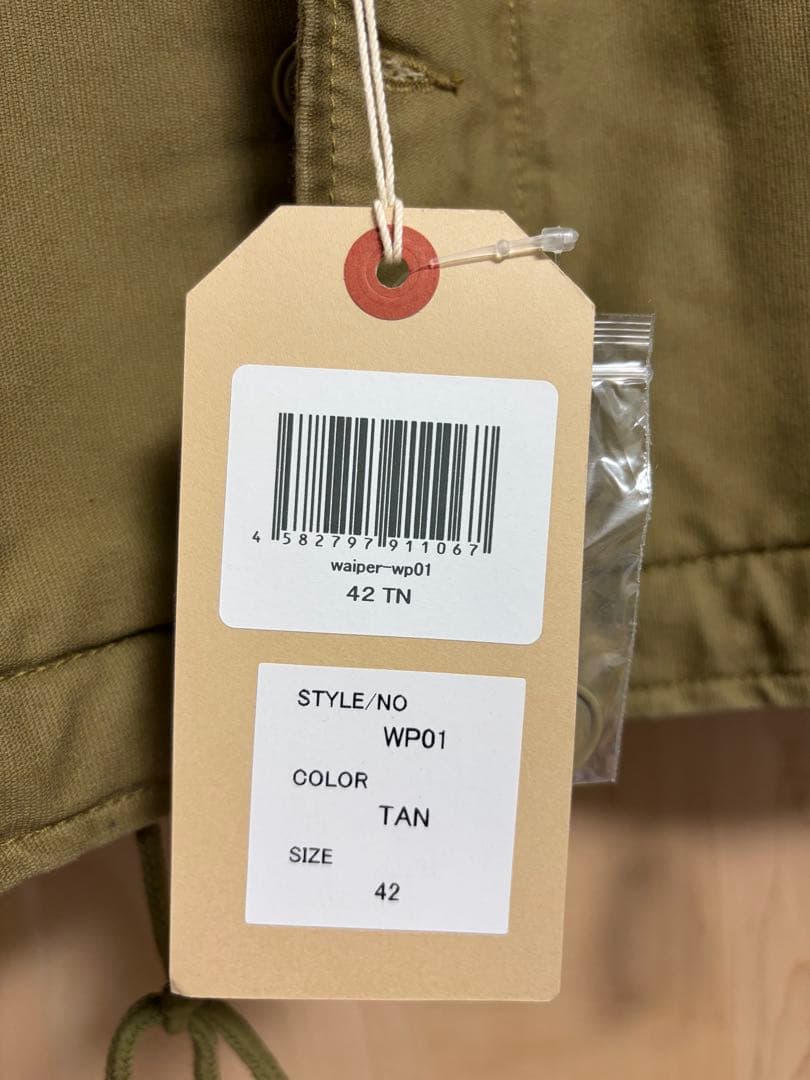 4 582797 911067
waiper-wp01
42 TN
STYLE/NO
WP01
COLOR
TAN
SIZE
42